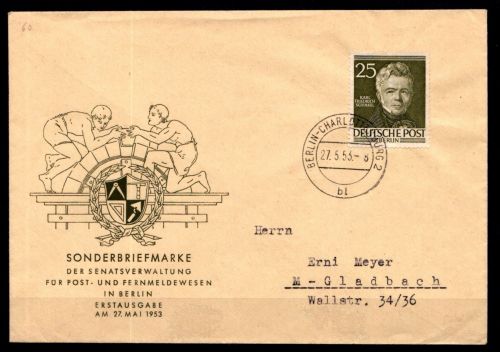 60
25
KARL
FRIEDRICH
SCHINKEL
DEUTSCHE POST
BERLIN
BERLIN-CHARLOTTENBURG 2
27.5.53.- 8
bl
SONDERBRIEFMARKE
DER SENATSVERWALTUNG
FÜR POST- UND FERNMELDEWESEN
IN BERLIN
ERSTAUSGABE
AM 27. MAI 1953
Herrn
Erni Meyer
M - Gladbach
Wallstr. 34/36